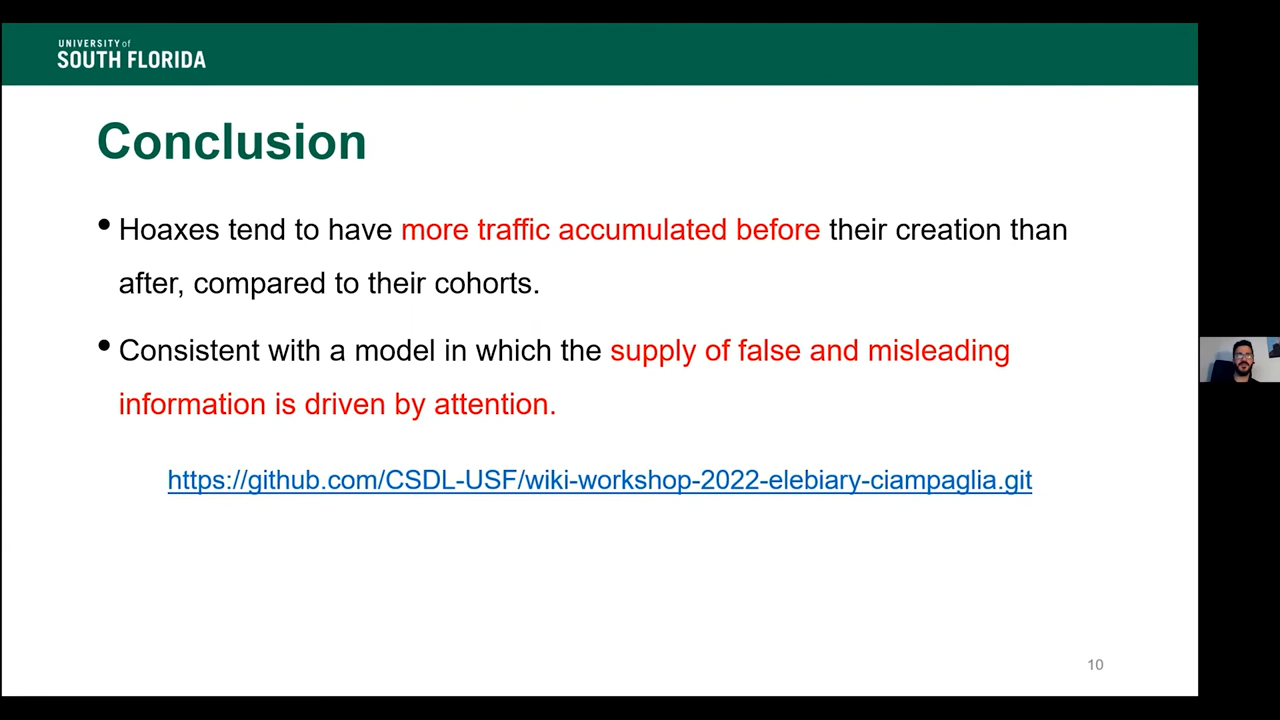 UNIVERSITY of
SOUTH FLORIDA
Conclusion
• Hoaxes tend to have more traffic accumulated before their creation than
after, compared to their cohorts.
• Consistent with a model in which the supply of false and misleading
information is driven by attention.
https://github.com/CSDL-USF/wiki-workshop-2022-elebiary-ciampaglia.git
10